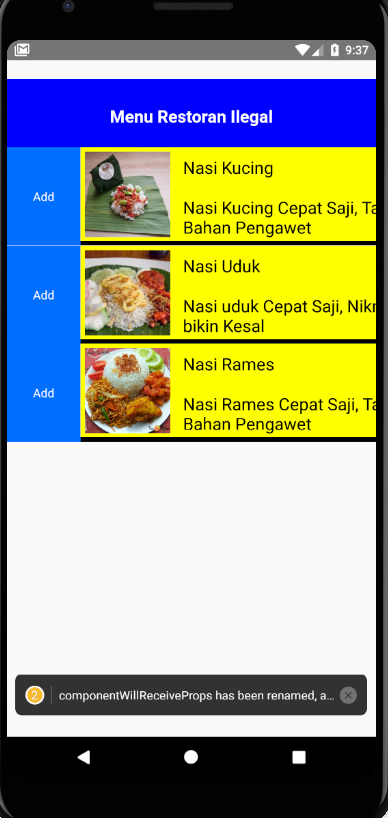 9:37
Menu Restoran Ilegal
Add
Nasi Kucing
Nasi Kucing Cepat Saji, Ta
Bahan Pengawet
Add
Nasi Uduk
Nasi uduk Cepat Saji, Nikr
bikin Kesal
Add
Nasi Rames
Nasi Rames Cepat Saji, Ta
Bahan Pengawet
2
componentWillReceiveProps has been renamed, a...